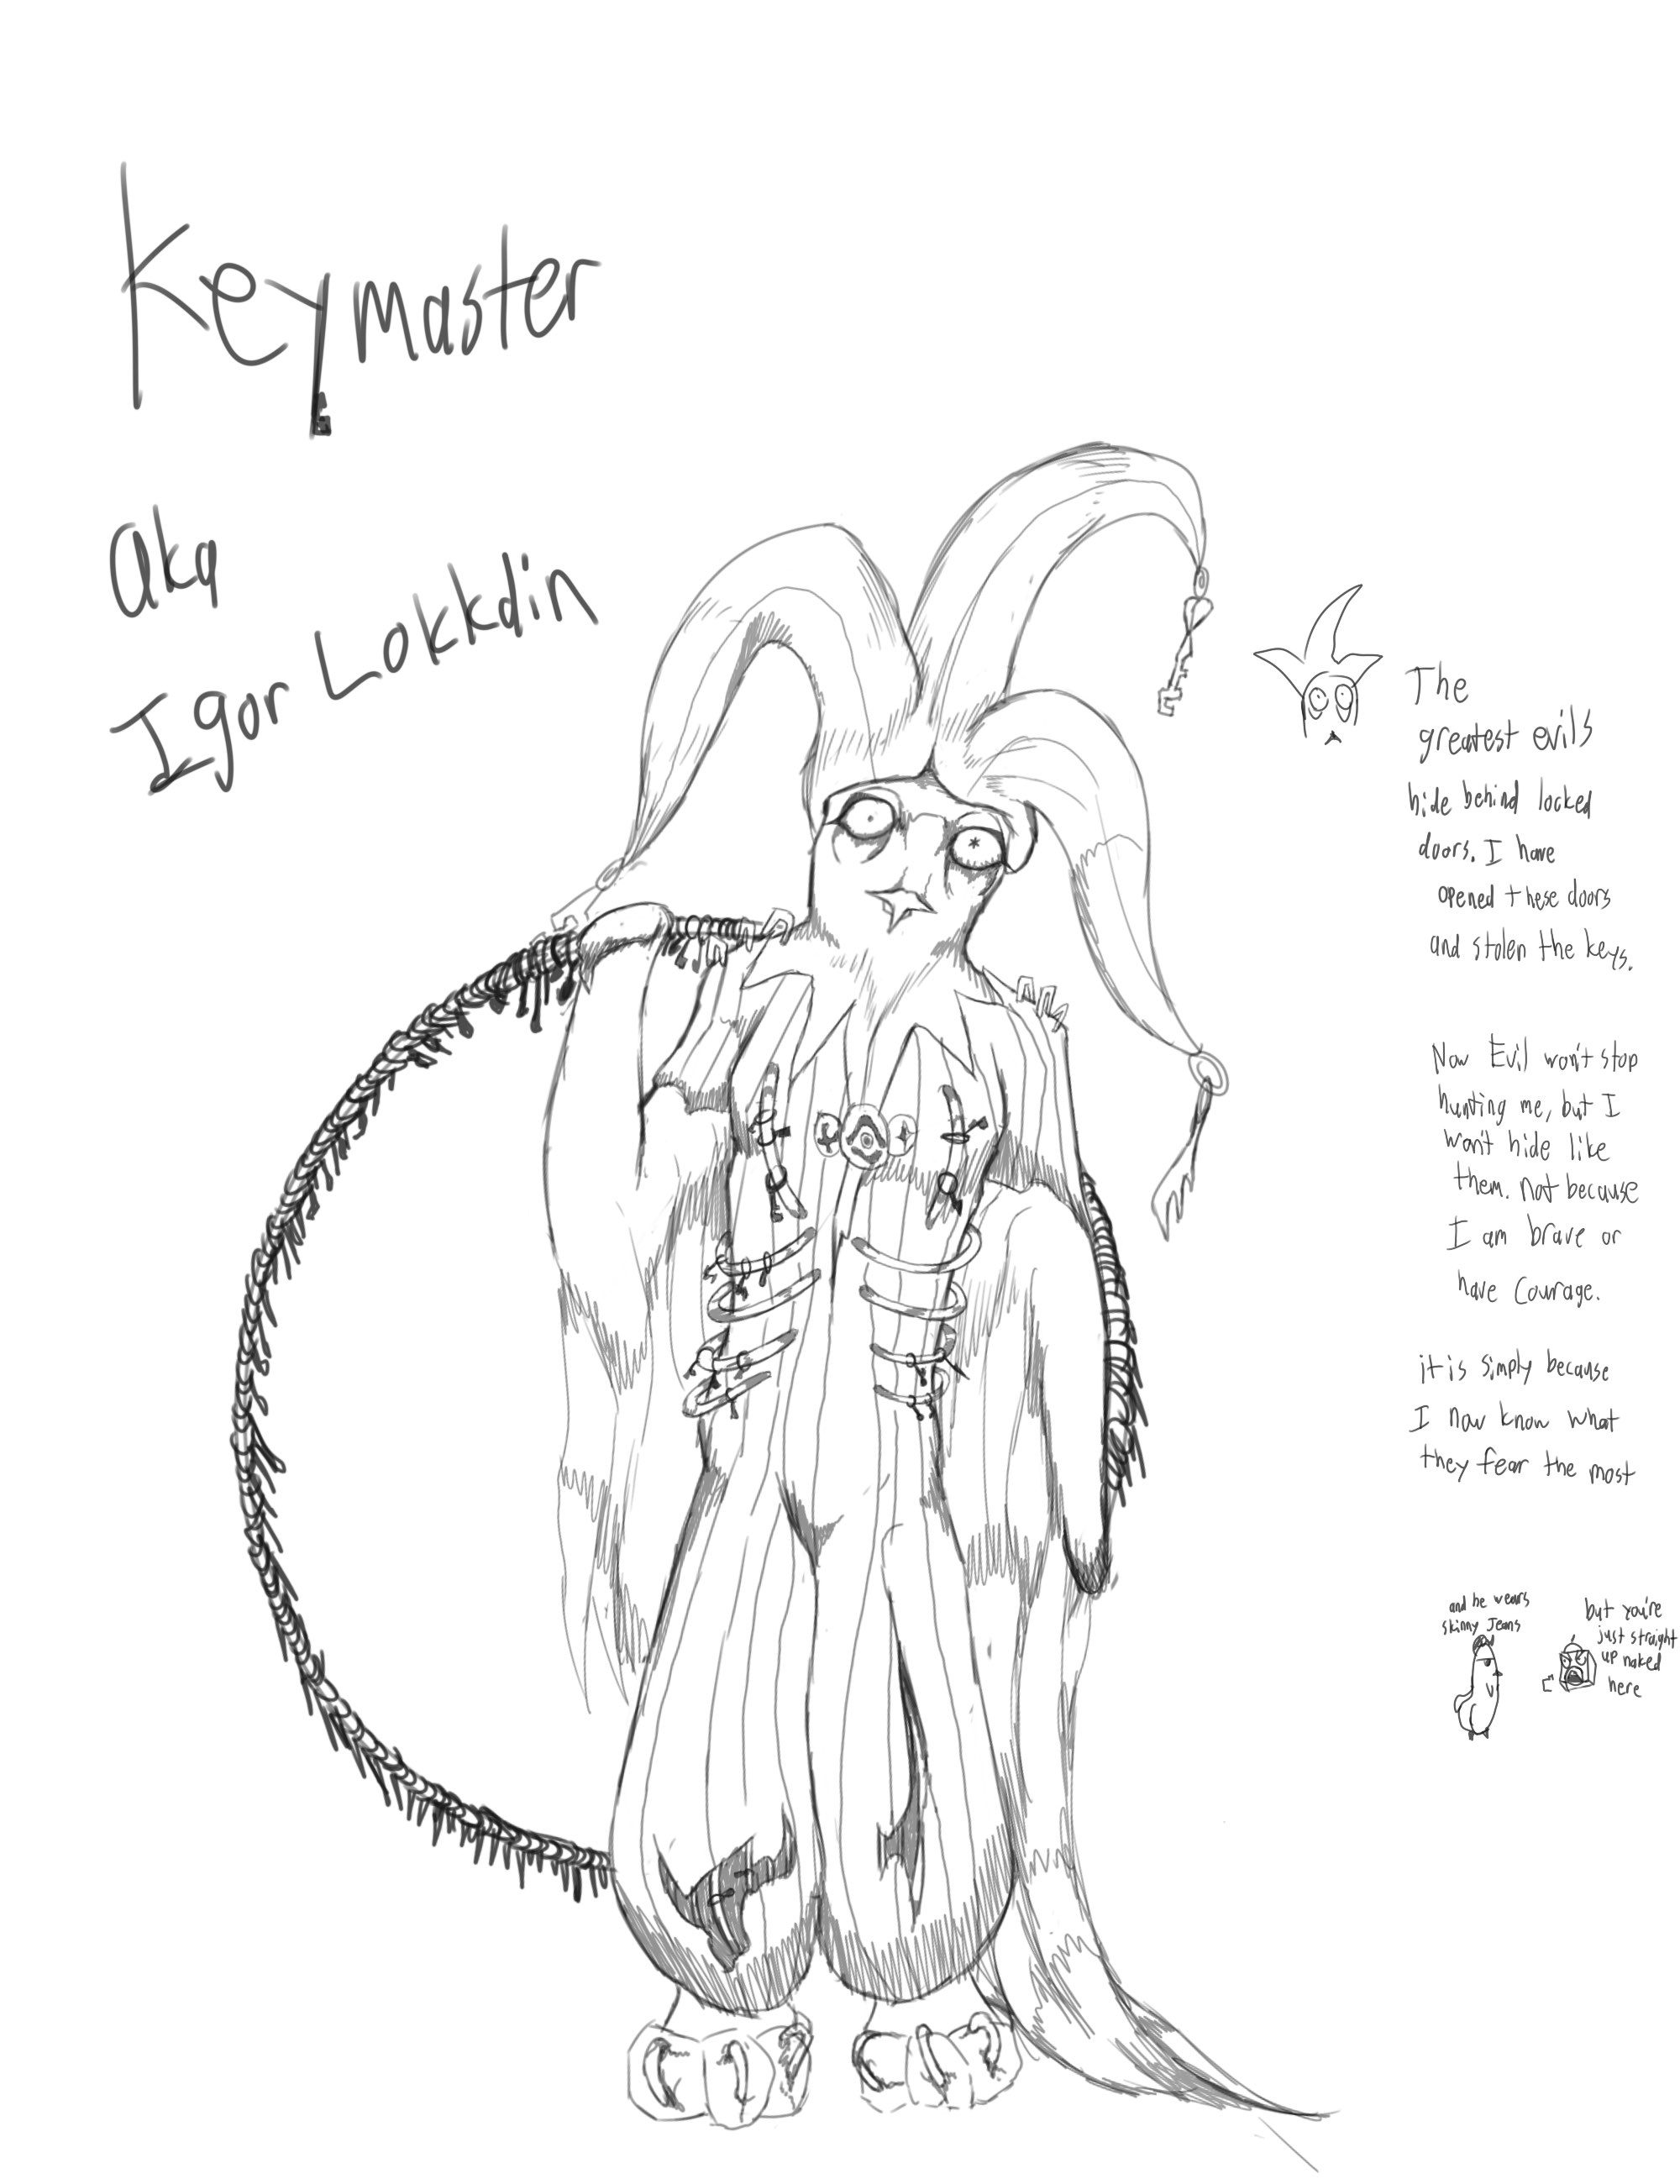 Keymaster
aka
Igor Lokkdin
The
greatest evils
hide behind locked
doors. I have
opened these doors
and stolen the keys.
Now Evil won't stop
hunting me, but I
won't hide like
them. not because
I am brave or
have courage.
it is simply because
I now know what
they fear the most
and he wears
skinny Jeans
but you're
just straight
up naked
here